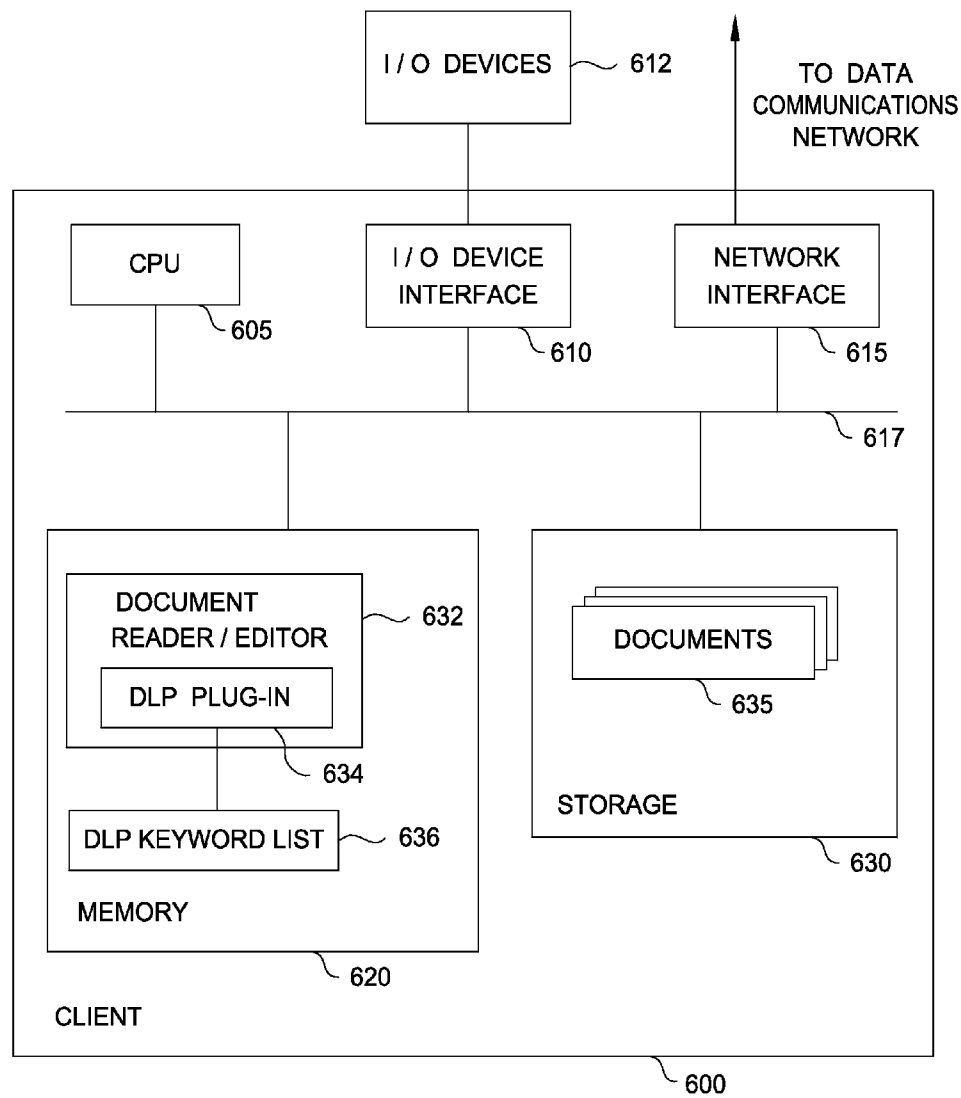 I / O DEVICES
612
TO DATA
COMMUNICATIONS
NETWORK
CPU
605
I / O DEVICE
INTERFACE
610
NETWORK
INTERFACE
615
617
DOCUMENT
READER / EDITOR
632
DLP PLUG-IN
634
DLP KEYWORD LIST
636
MEMORY
620
DOCUMENTS
635
STORAGE
630
CLIENT
600